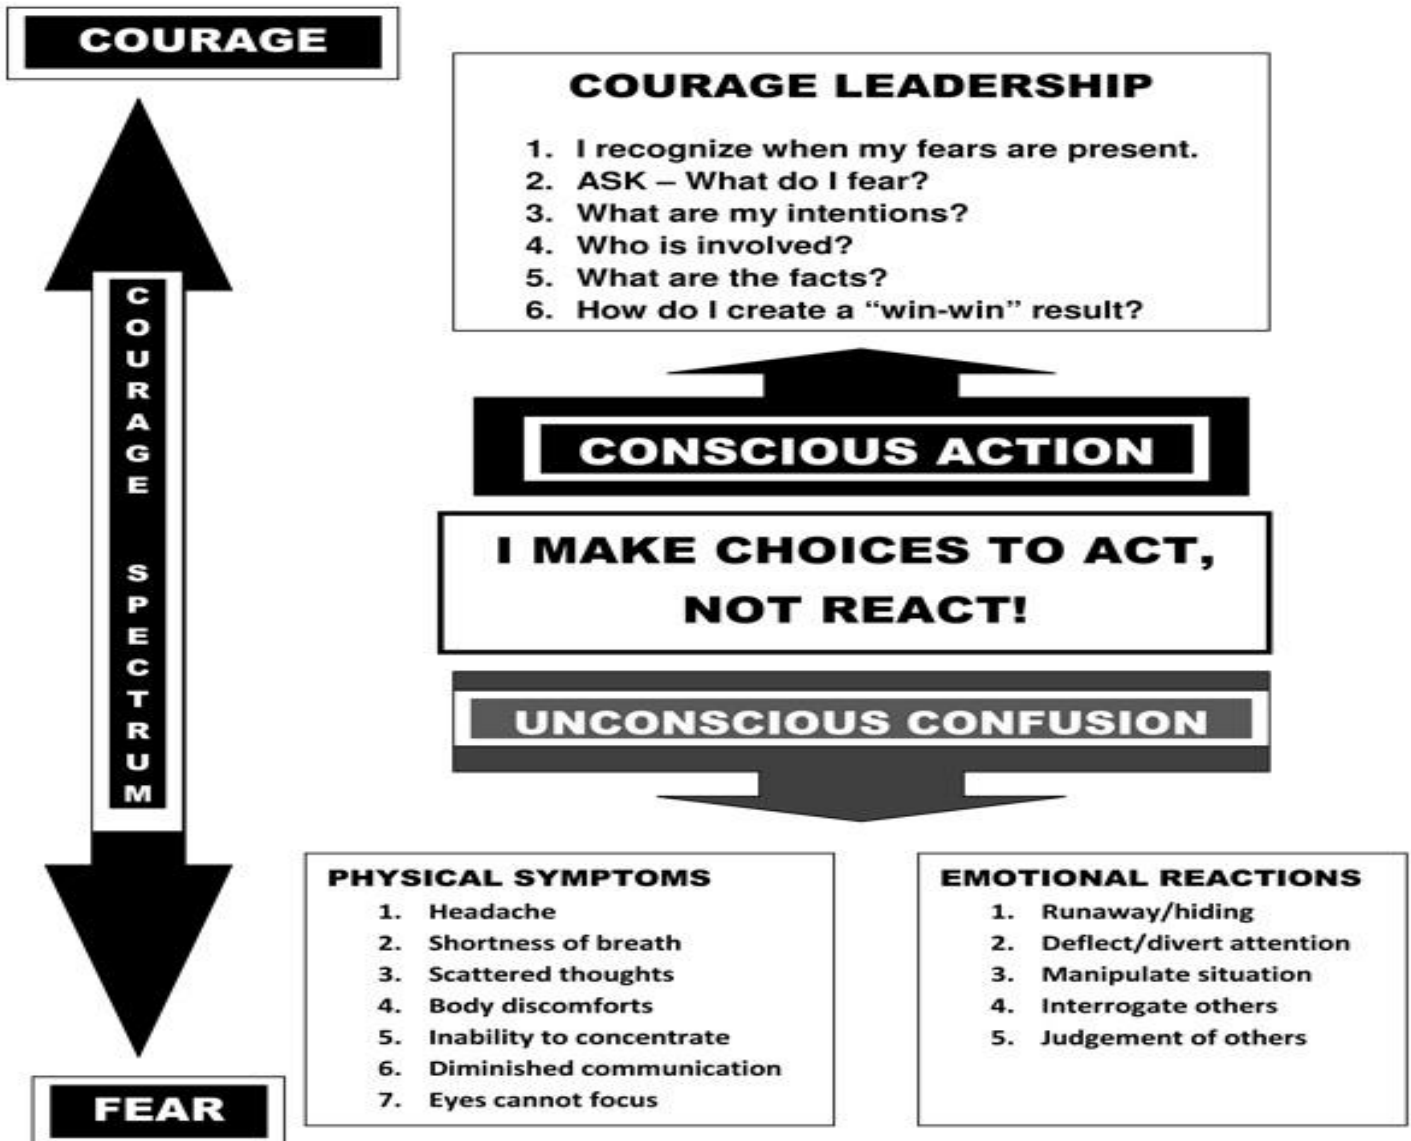 COURAGE
COURAGE LEADERSHIP
1. I recognize when my fears are present.
2. ASK – What do I fear?
3. What are my intentions?
4. Who is involved?
5. What are the facts?
6. How do I create a “win-win” result?
COURAGE SPECTRUM
CONSCIOUS ACTION
I MAKE CHOICES TO ACT,
NOT REACT!
UNCONSCIOUS CONFUSION
PHYSICAL SYMPTOMS
1. Headache
2. Shortness of breath
3. Scattered thoughts
4. Body discomforts
5. Inability to concentrate
6. Diminished communication
7. Eyes cannot focus
EMOTIONAL REACTIONS
1. Runaway/hiding
2. Deflect/divert attention
3. Manipulate situation
4. Interrogate others
5. Judgement of others
FEAR